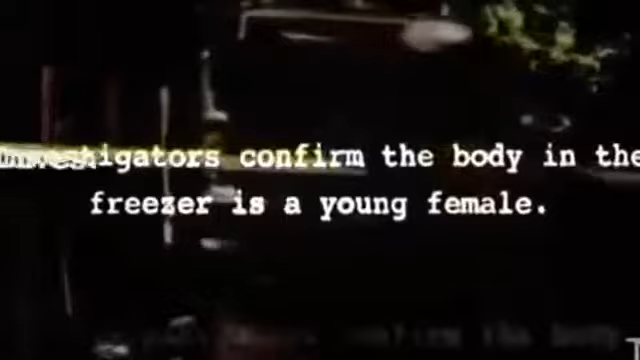 Investigators confirm the body in the
freezer is a young female.